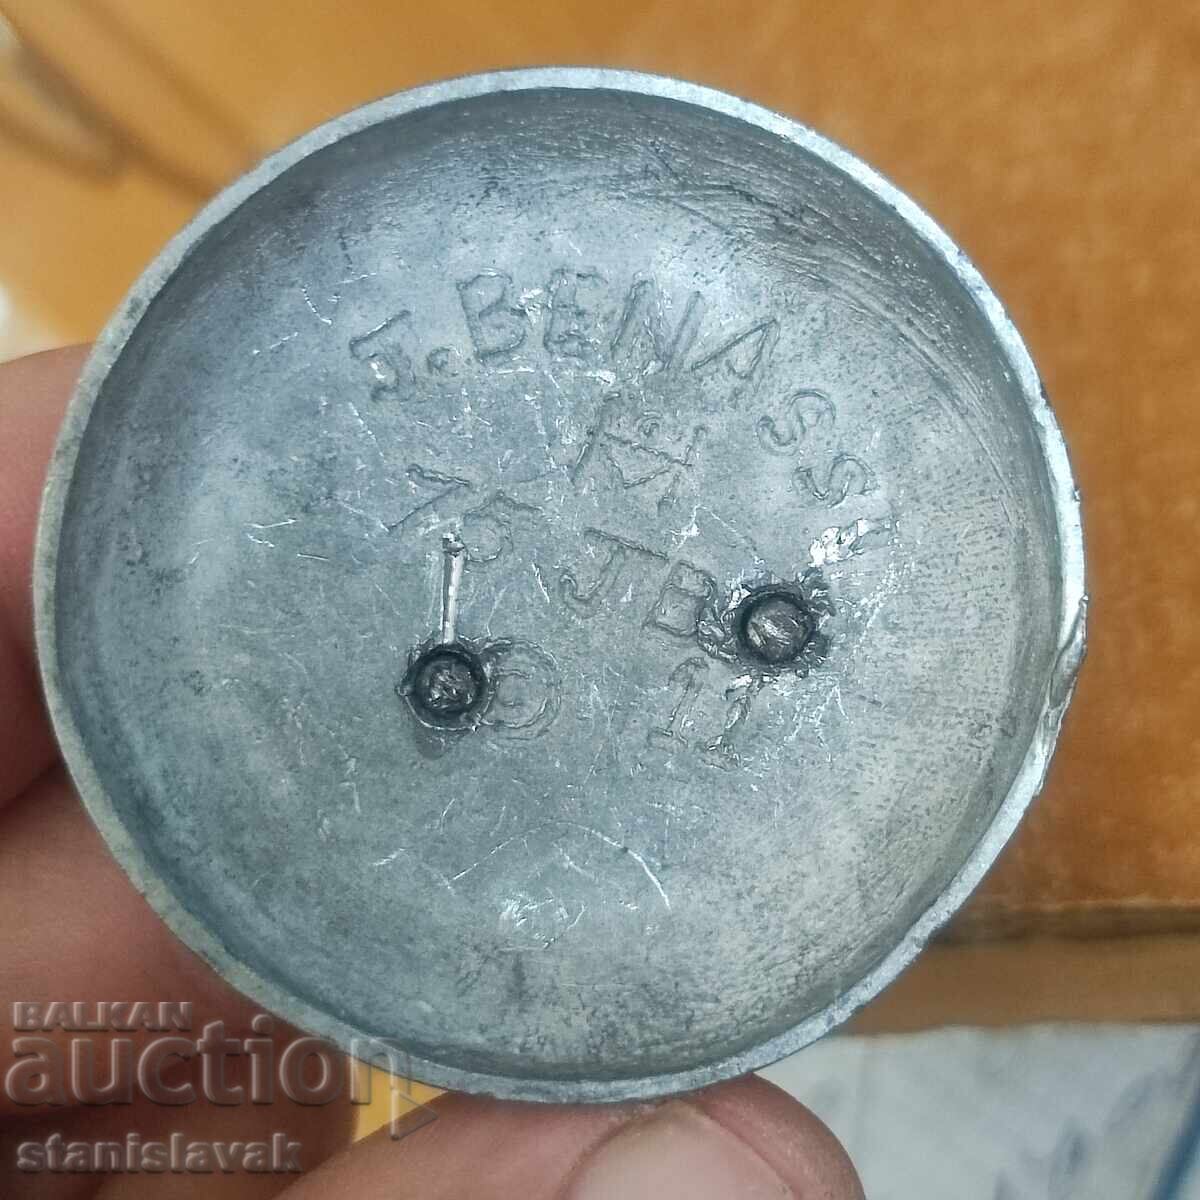 J. BENASSI
75 JB
© 11
BALKAN
auction
stanislavak